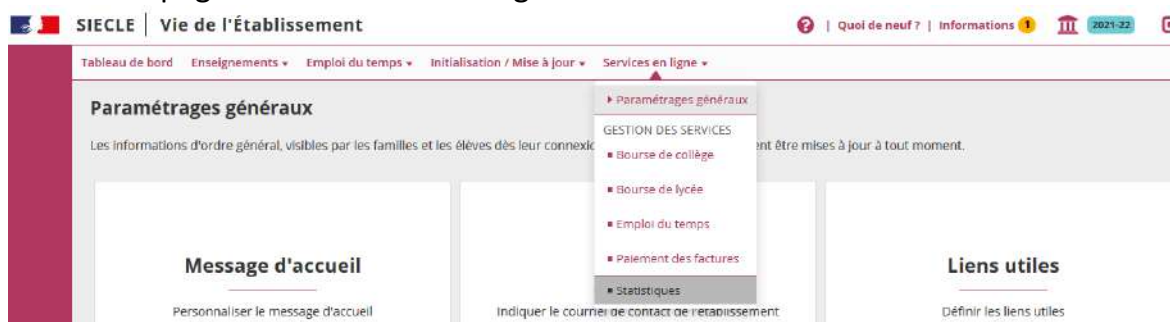 SIECLE | Vie de l'Établissement
| Quoi de neuf ? | Informations 1 2021-22
Tableau de bord Enseignements Emploi du temps Initialisation / Mise à jour Services en ligne
Paramétrages généraux
Paramétrages généraux
GESTION DES SERVICES
Les informations d'ordre général, visibles par les familles et les élèves dès leur connexi
nt être mises à jour à tout moment.
Bourse de collège
Bourse de lycée
Emploi du temps
Paiement des factures
Statistiques
Message d'accueil
Personnaliser le message d'accueil
Indiquer le courriel de contact de l'établissement
Liens utiles
Définir les liens utiles